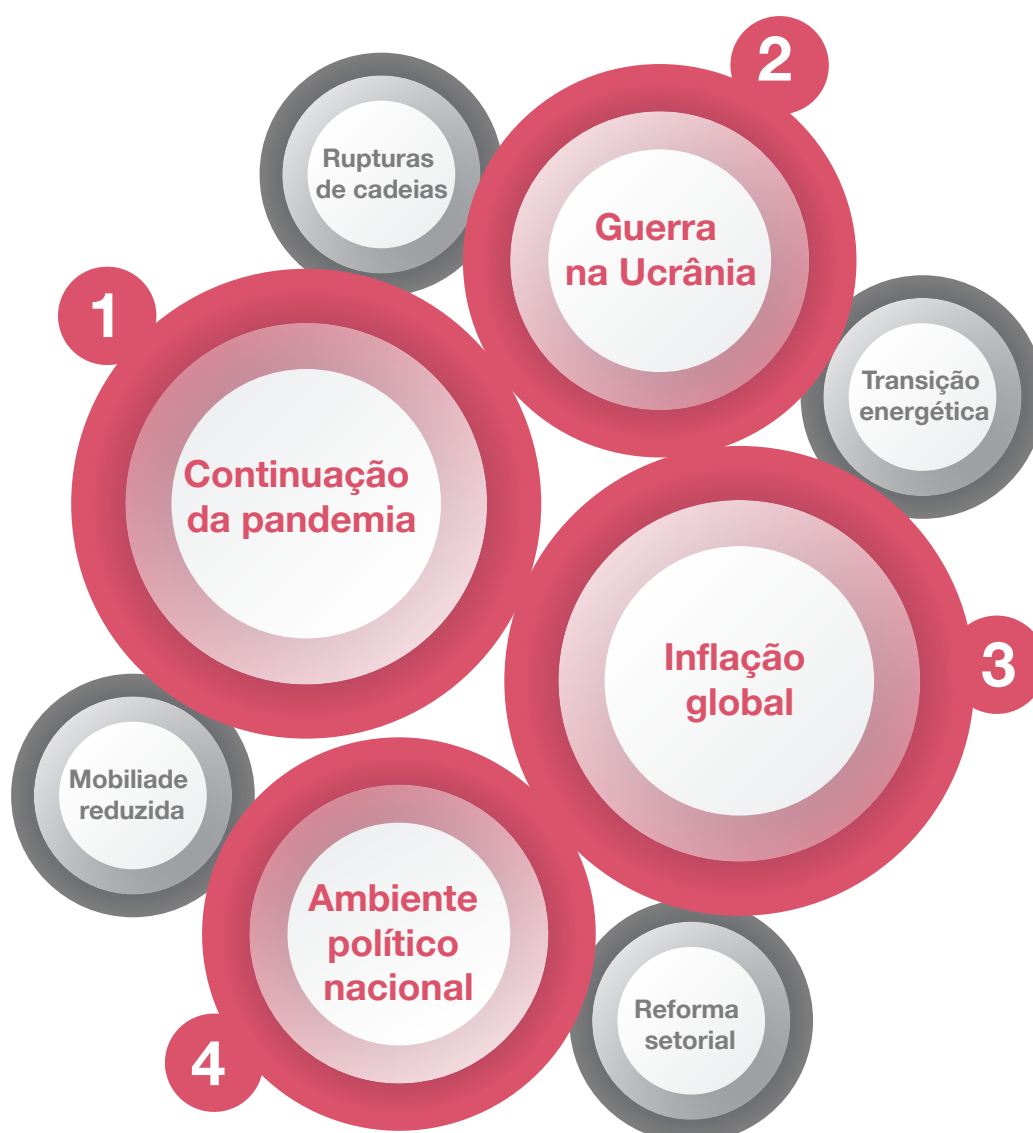 1
Continuação
da pandemia
2
Guerra
na Ucrânia
3
Inflação
global
4
Ambiente
político
nacional
Rupturas
de cadeias
Transição
energética
Mobiliade
reduzida
Reforma
setorial